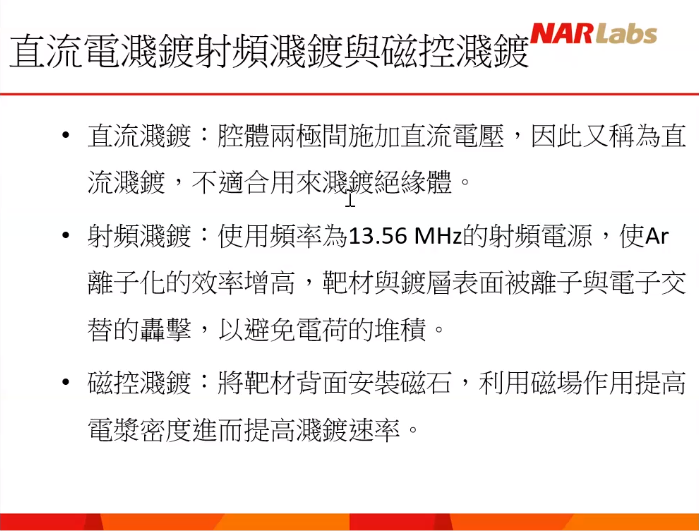 NARLabs
直流電濺鍍射頻濺鍍與磁控濺鍍
• 直流濺鍍：腔體兩極間施加直流電壓，因此又稱為直
流濺鍍，不適合用來濺鍍絕緣體。
• 射頻濺鍍：使用頻率為13.56 MHz的射頻電源，使Ar
離子化的效率增高，靶材與鍍層表面被離子與電子交
替的轟擊，以避免電荷的堆積。
• 磁控濺鍍：將靶材背面安裝磁石，利用磁場作用提高
電漿密度進而提高濺鍍速率。